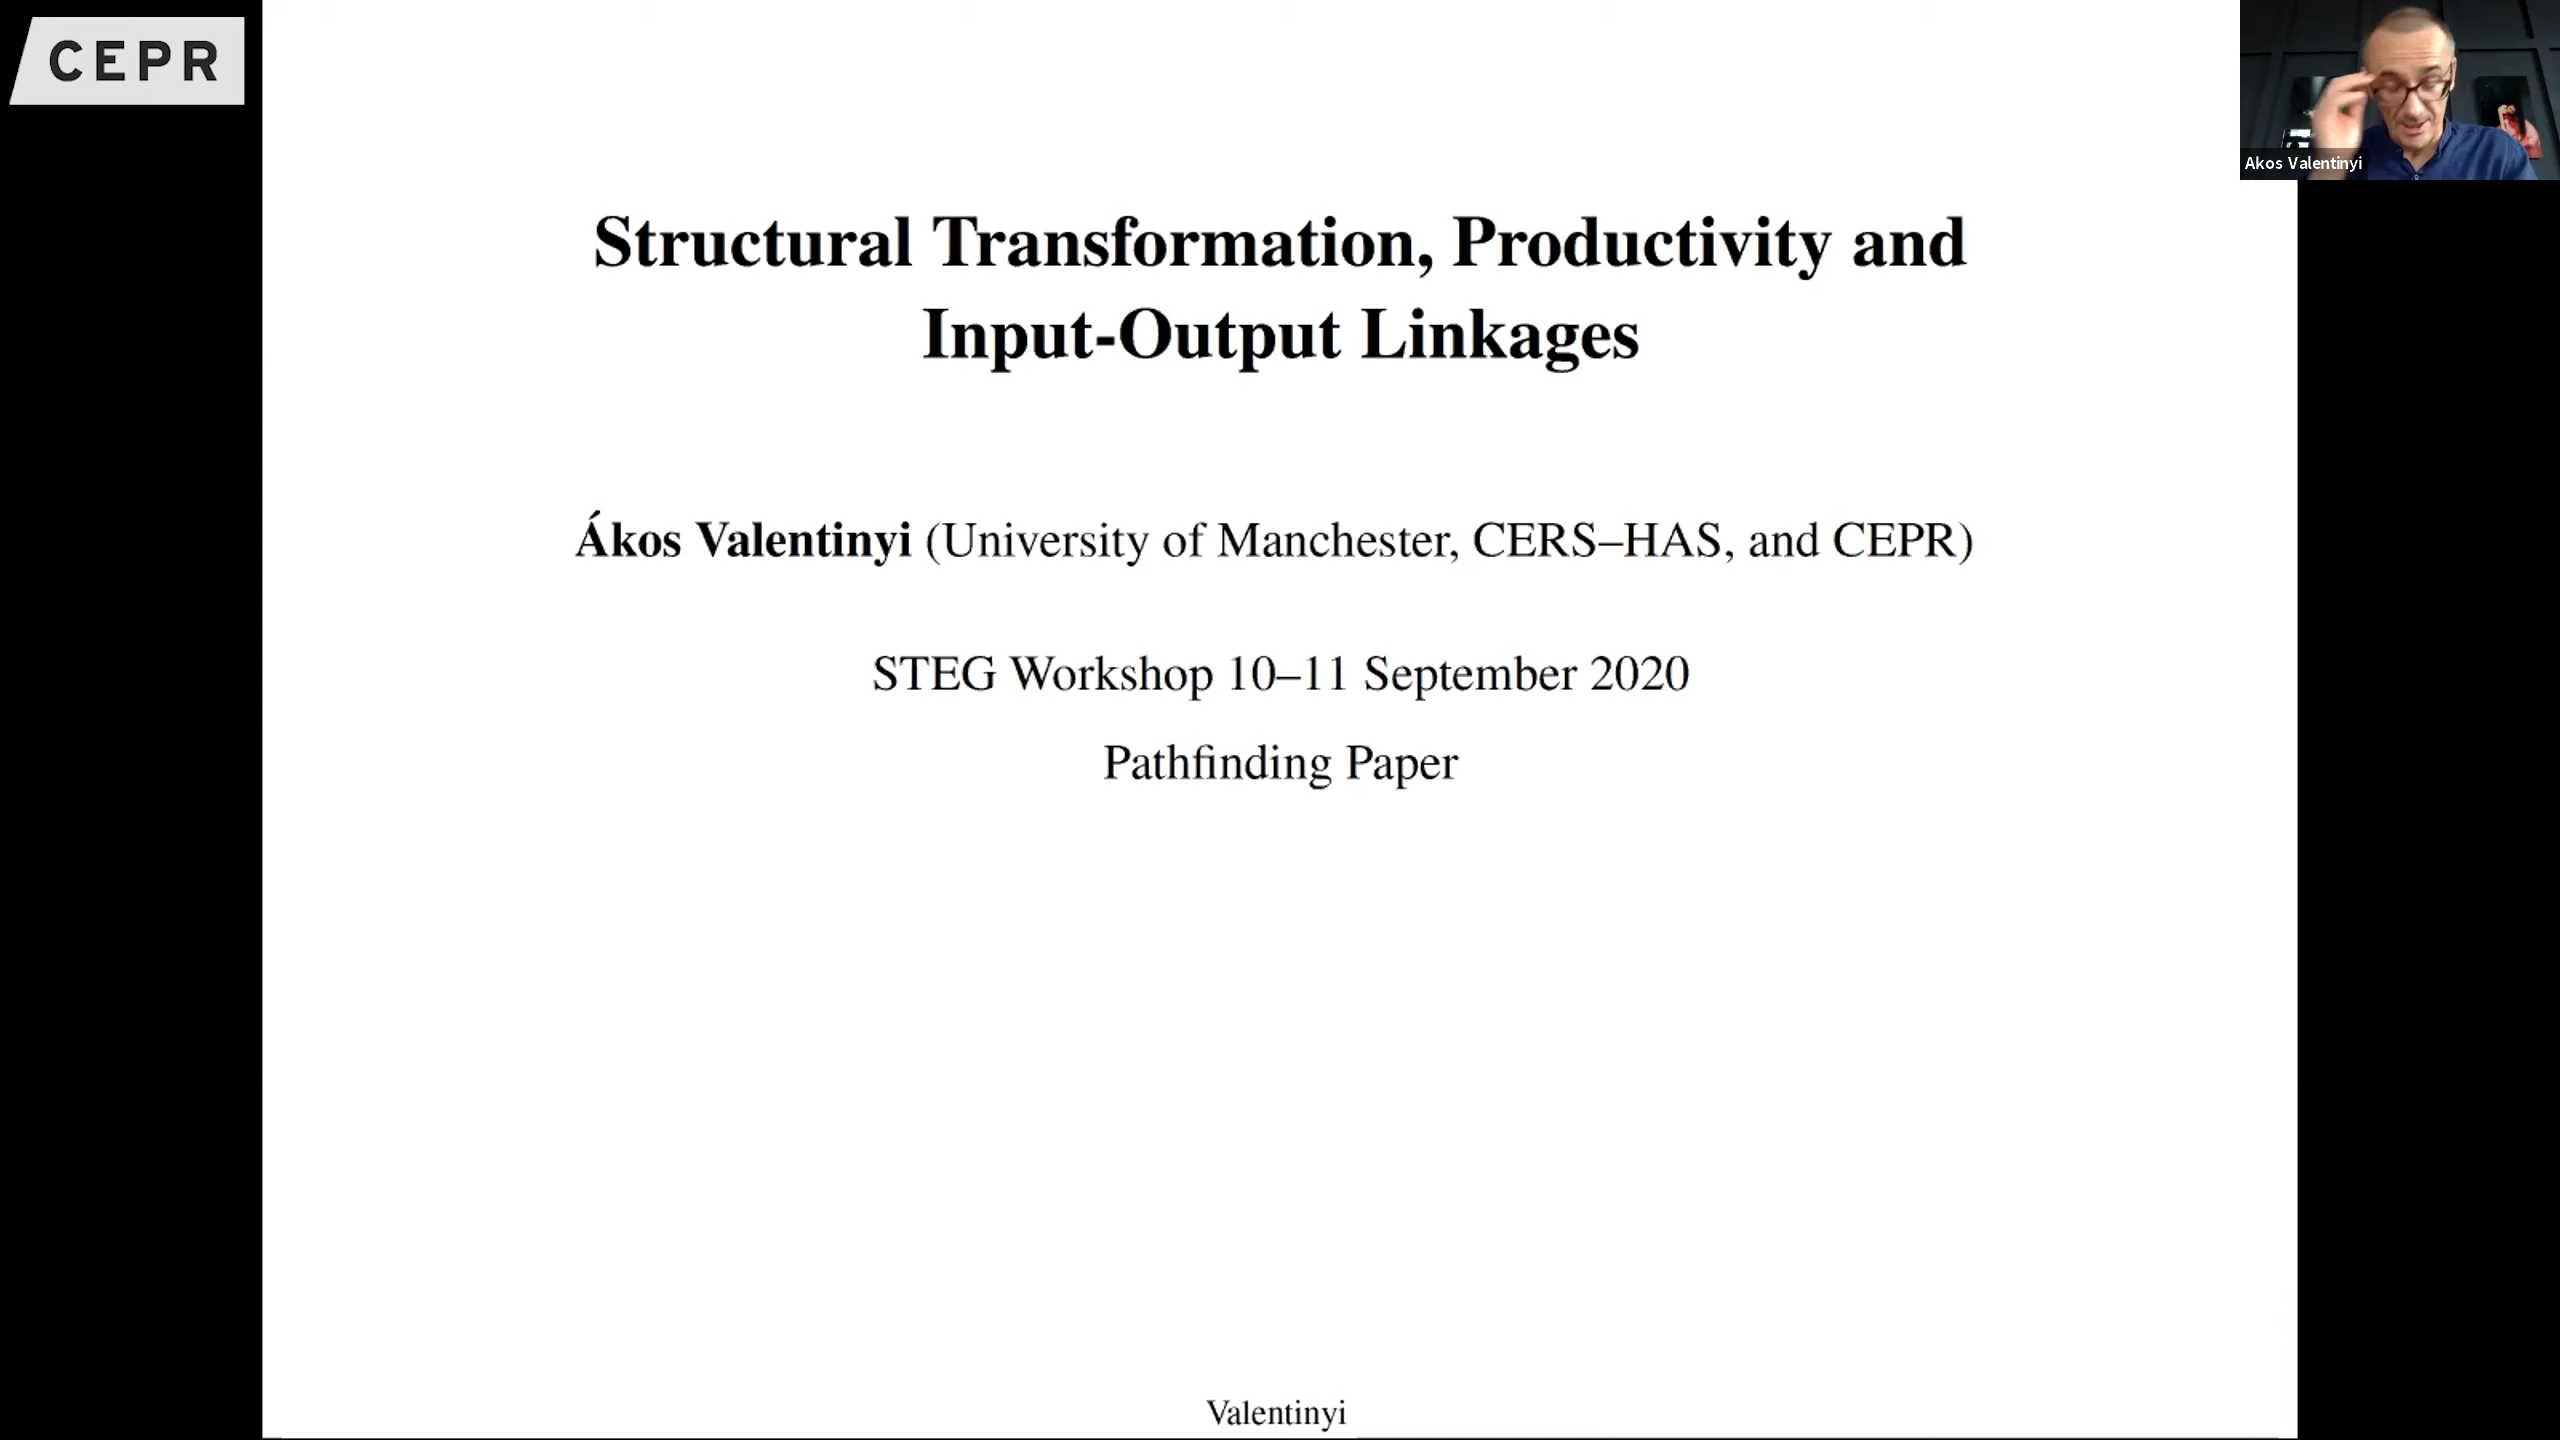 CEPR
Akos Valentinyi
Structural Transformation, Productivity and
Input-Output Linkages
Ákos Valentinyi (University of Manchester, CERS–HAS, and CEPR)
STEG Workshop 10–11 September 2020
Pathfinding Paper
Valentinyi